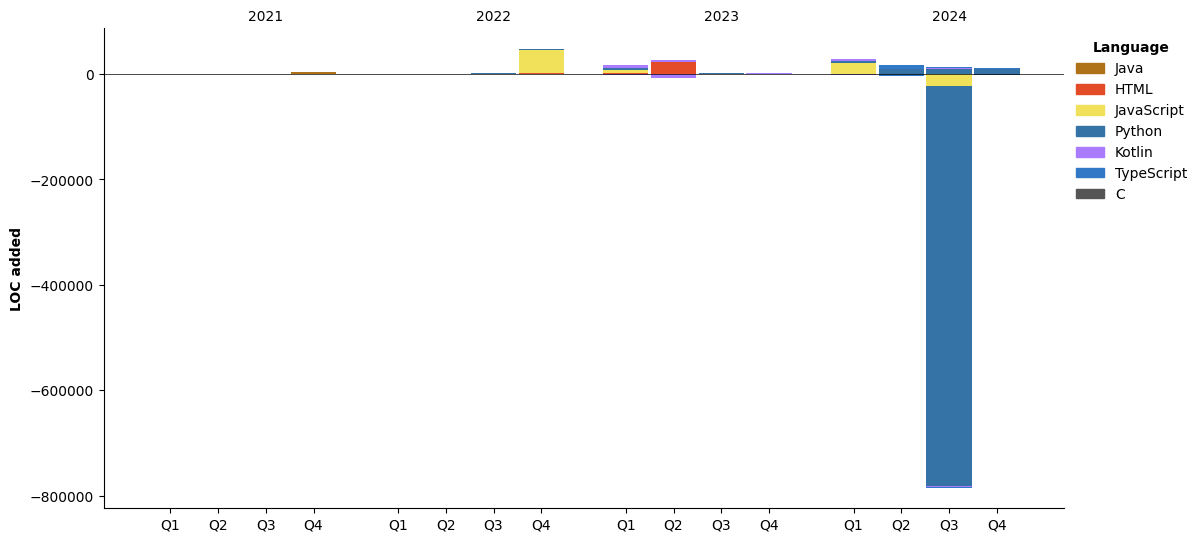 2021 2022 2023 2024
Language
Java
HTML
JavaScript
Python
Kotlin
TypeScript
C
LOC added
0
−200000
−400000
−600000
−800000
Q1 Q2 Q3 Q4 Q1 Q2 Q3 Q4 Q1 Q2 Q3 Q4 Q1 Q2 Q3 Q4